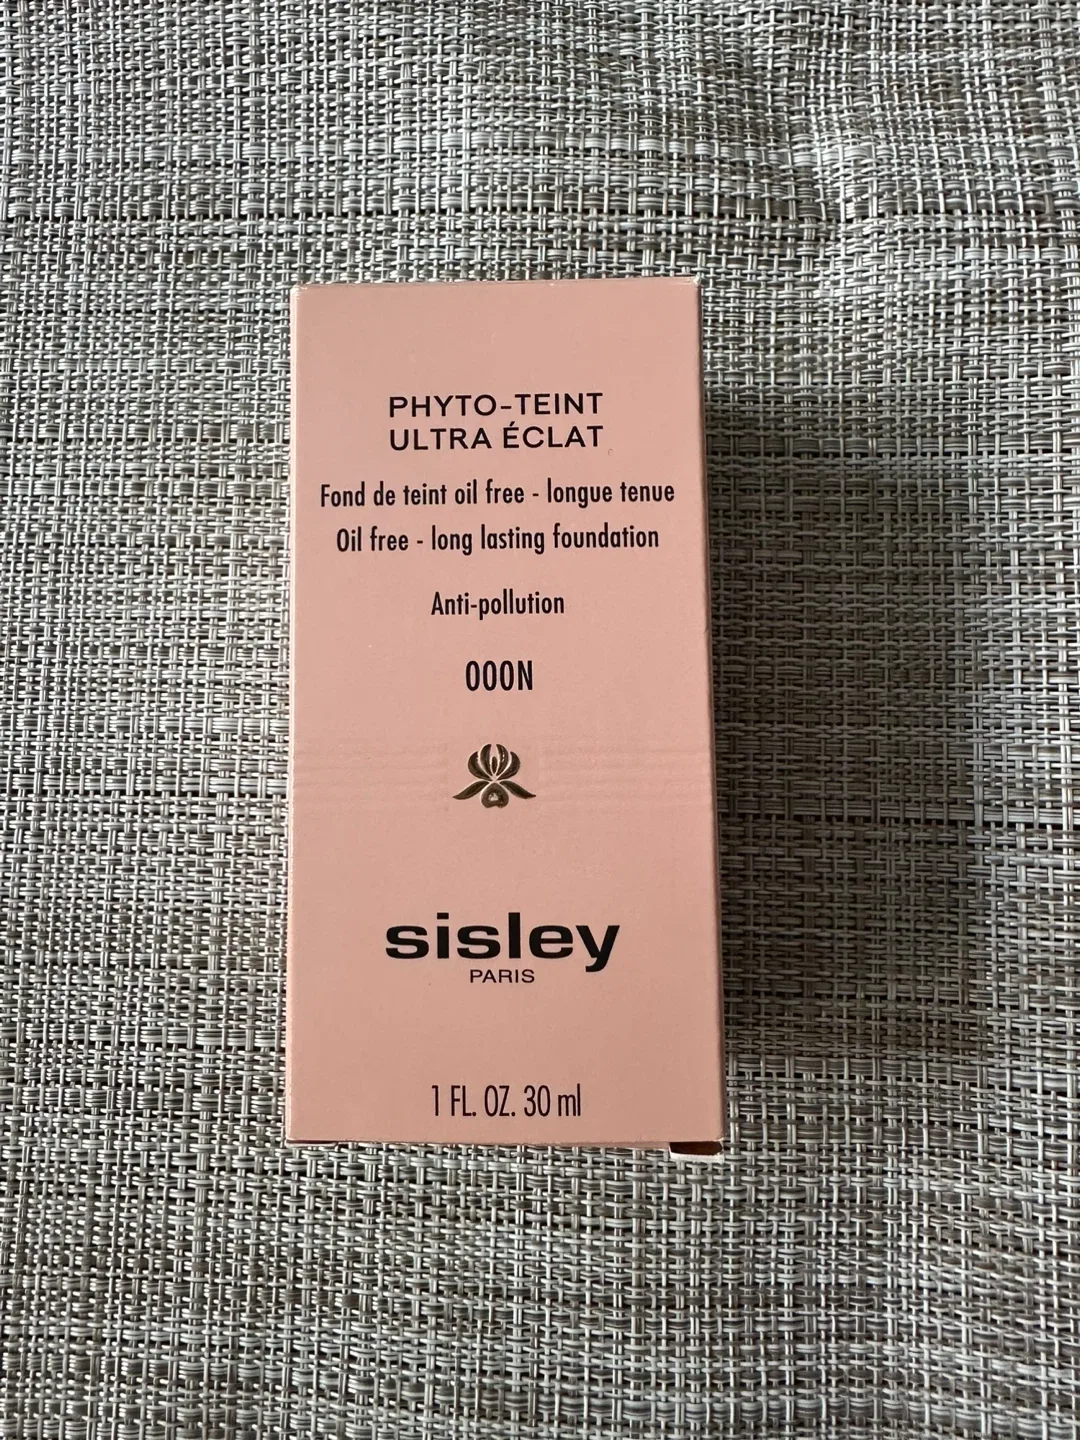 PHYTO-TEINT
ULTRA ÉCLAT
Fond de teint oil free - longue tenue
Oil free - long lasting foundation
Anti-pollution
000N
sisley
PARIS
1 FL. OZ. 30 ml